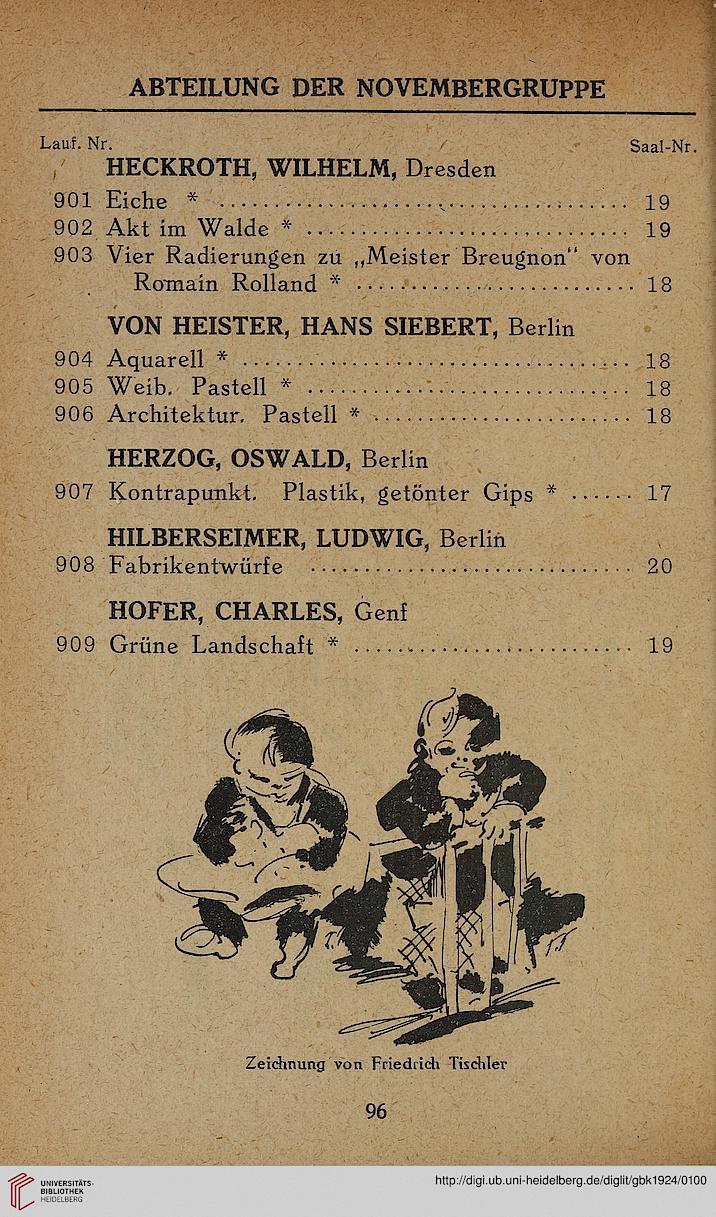 ABTEILUNG DER NOVEMBERGRUPPE
Lauf. Nr. Saal-Nr.
HECKROTH, WILHELM, Dresden
901 Eiche * ........................................ 19
902 Akt im Walde * ............................... 19
903 Vier Radierungen zu „Meister Breugnon“ von
Romain Rolland * .......................... 18
VON HEISTER, HANS SIEBERT, Berlin
904 Aquarell * ..................................... 18
905 Weib. Pastell * ............................... 18
906 Architektur. Pastell * ......................... 18
HERZOG, OSWALD, Berlin
907 Kontrapunkt. Plastik, getönter Gips * ...... 17
HILBERSEIMER, LUDWIG, Berlin
908 Fabrikentwürfe ............................... 20
HOFER, CHARLES, Genf
909 Grüne Landschaft * ........................... 19
Zeichnung von Friedrich Tischler
96
UNIVERSITÄTS-
BIBLIOTHEK
HEIDELBERG
http://digi.ub.uni-heidelberg.de/diglit/gbk1924/0100